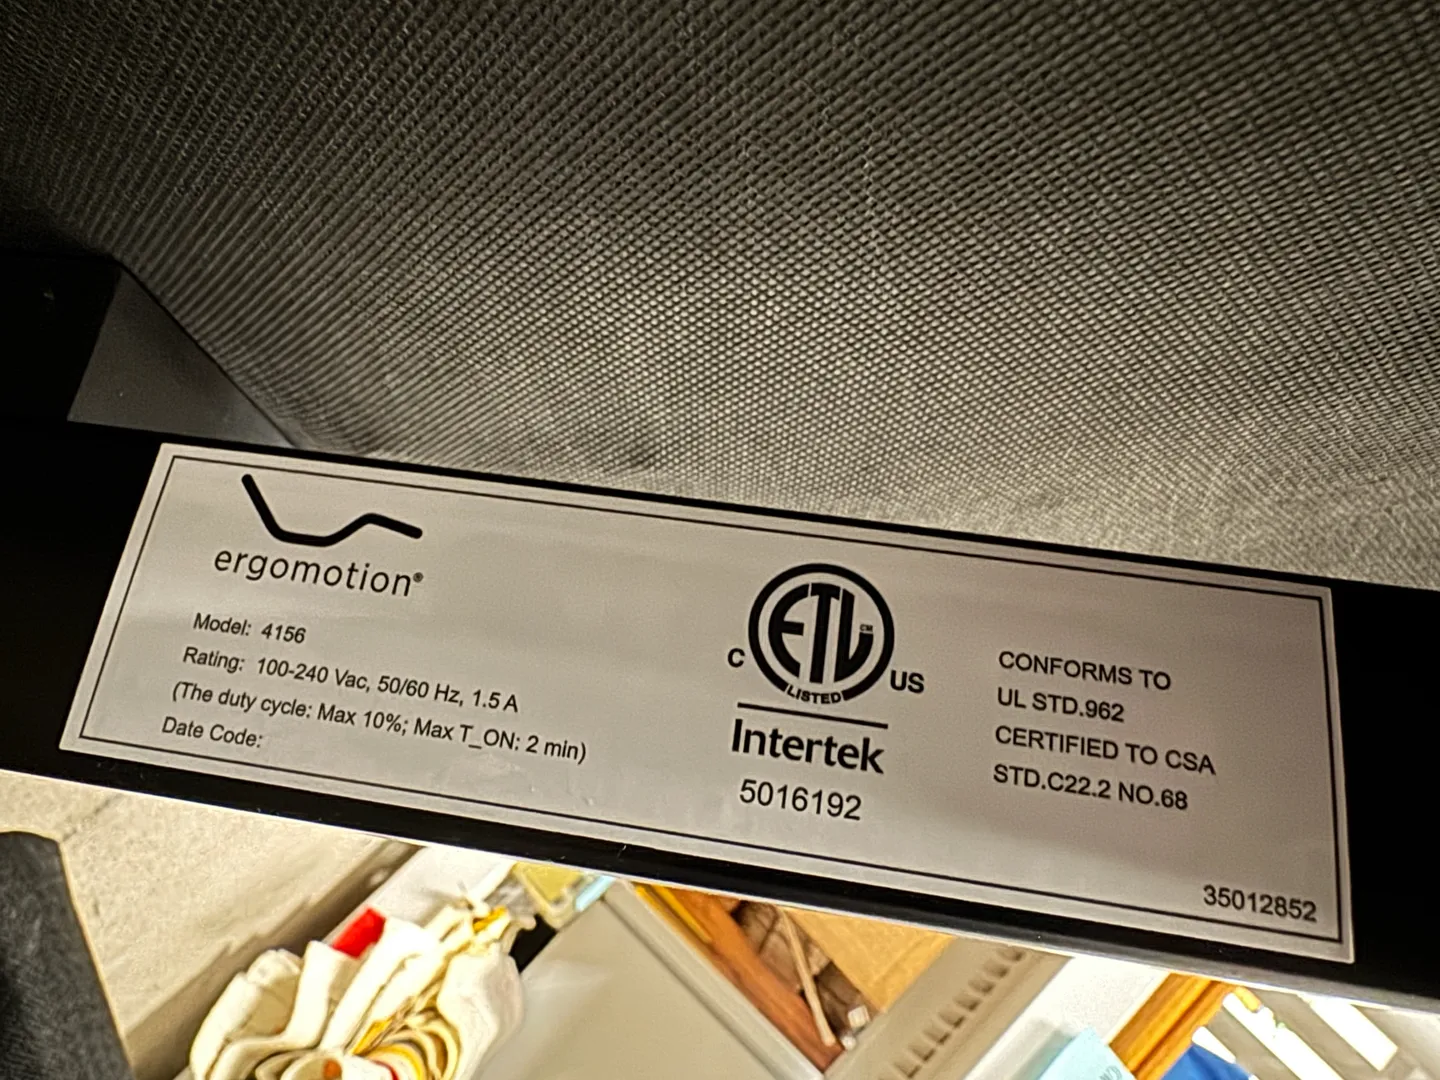 ergomotion®
Model: 4156
Rating: 100-240 Vac, 50/60 Hz, 1.5 A
(The duty cycle: Max 10%; Max T_ON: 2 min)
Date Code:
ETL CM
C LISTED US
Intertek
5016192
CONFORMS TO
UL STD.962
CERTIFIED TO CSA
STD.C22.2 NO.68
35012852